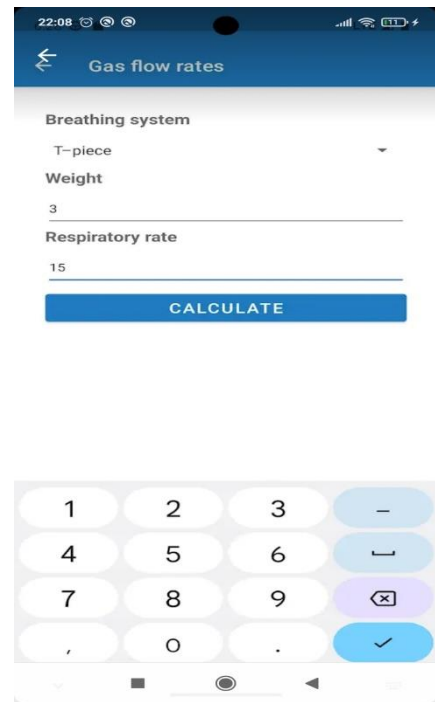 22:08
Gas flow rates
Breathing system
T-piece
Weight
3
Respiratory rate
15
CALCULATE
1 2 3 –
4 5 6
7 8 9
, 0 .